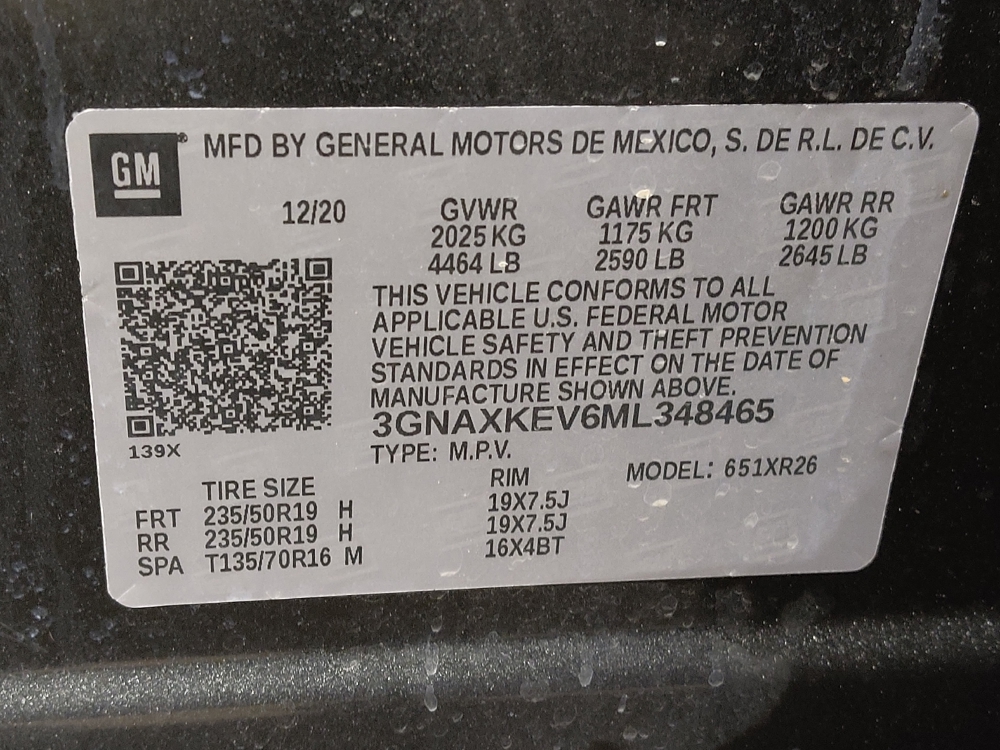 GM® MFD BY GENERAL MOTORS DE MEXICO, S. DE R.L. DE C.V.
12/20 GVWR GAWR FRT GAWR RR
2025 KG 1175 KG 1200 KG
4464 LB 2590 LB 2645 LB
THIS VEHICLE CONFORMS TO ALL
APPLICABLE U.S. FEDERAL MOTOR
VEHICLE SAFETY AND THEFT PREVENTION
STANDARDS IN EFFECT ON THE DATE OF
MANUFACTURE SHOWN ABOVE.
3GNAXKEV6ML348465
139X TYPE: M.P.V. MODEL: 651XR26
TIRE SIZE RIM
FRT 235/50R19 H 19X7.5J
RR 235/50R19 H 19X7.5J
SPA T135/70R16 M 16X4BT